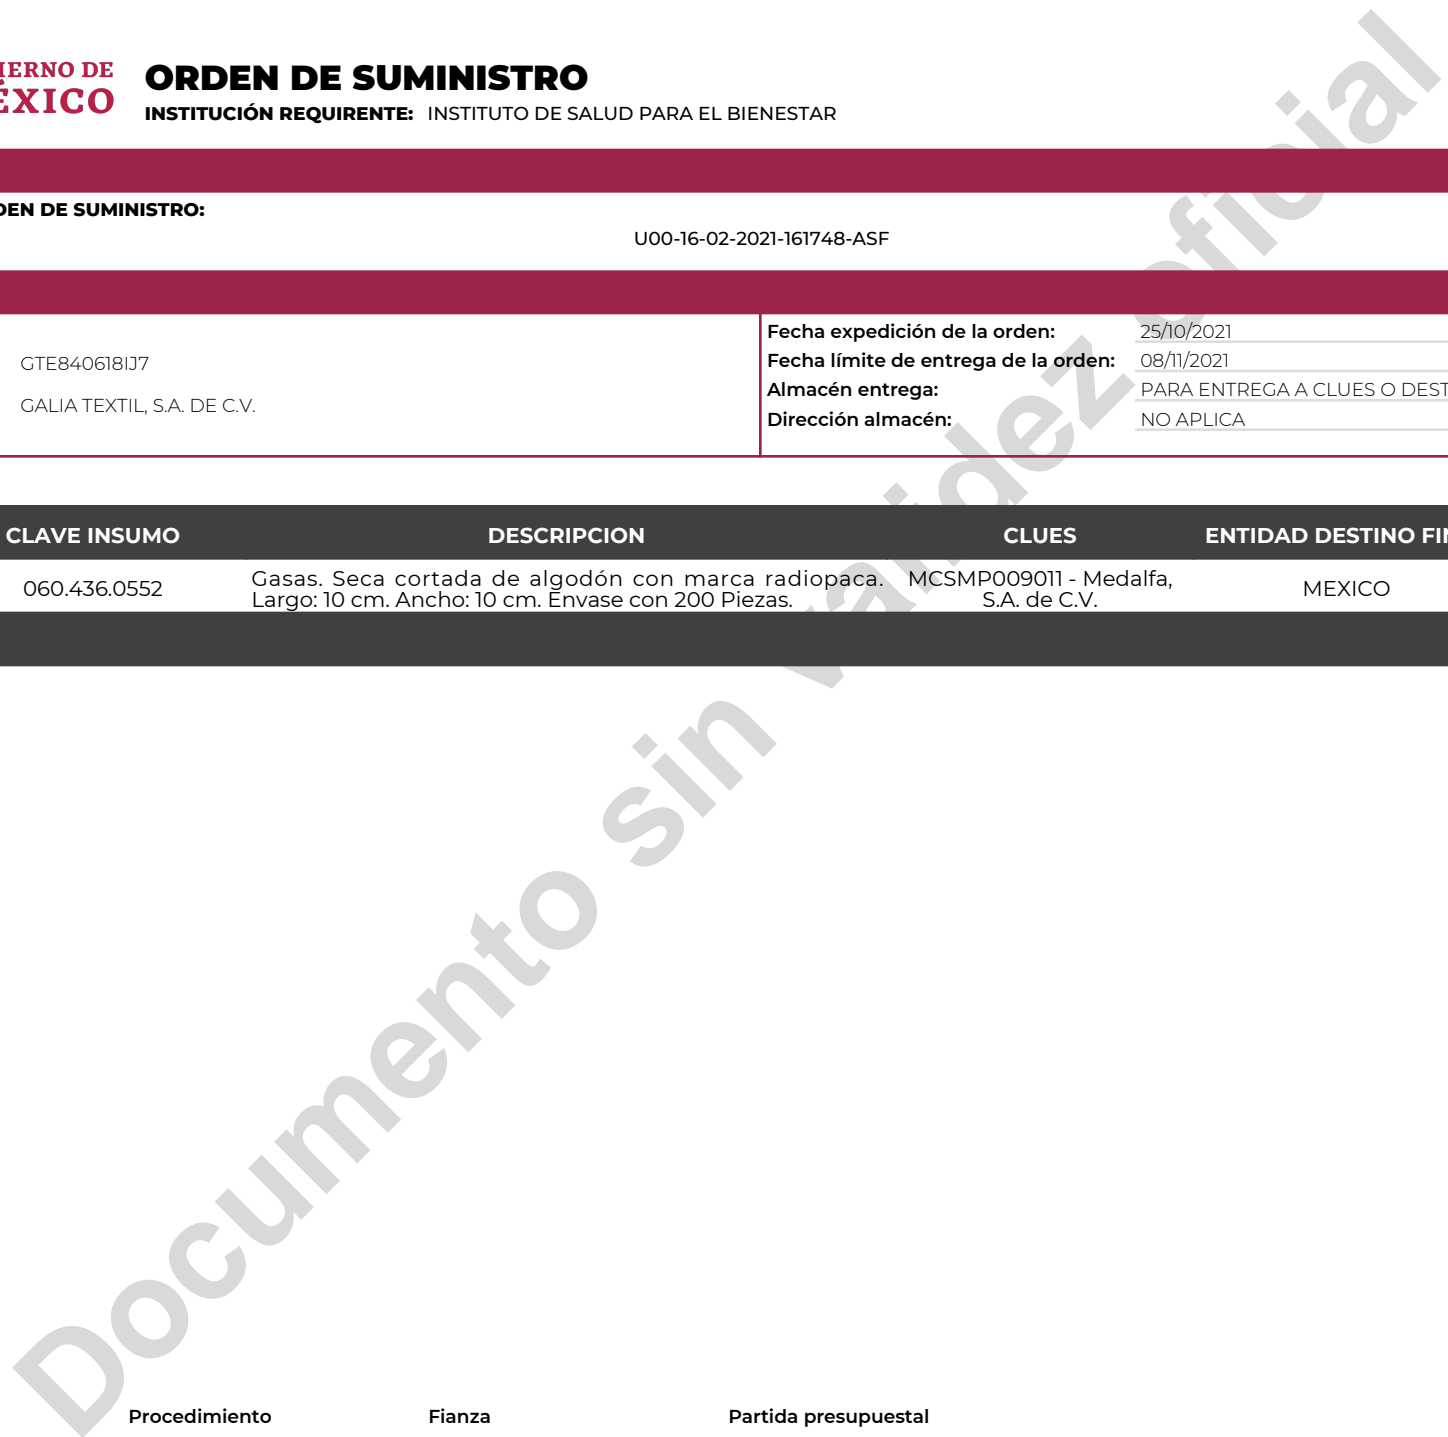 IERNO DE
ÉXICO
ORDEN DE SUMINISTRO
INSTITUCIÓN REQUIRENTE: INSTITUTO DE SALUD PARA EL BIENESTAR
DEN DE SUMINISTRO:
U00-16-02-2021-161748-ASF
GTE840618IJ7
GALIA TEXTIL, S.A. DE C.V.
Fecha expedición de la orden: 25/10/2021
Fecha límite de entrega de la orden: 08/11/2021
Almacén entrega: PARA ENTREGA A CLUES O DEST
Dirección almacén: NO APLICA
CLAVE INSUMO DESCRIPCION CLUES ENTIDAD DESTINO FIN
060.436.0552 Gasas. Seca cortada de algodón con marca radiopaca. Largo: 10 cm. Ancho: 10 cm. Envase con 200 Piezas. MCSMP009011 - Medalfa, S.A. de C.V. MEXICO
Documento sin validez oficial
Procedimiento Fianza Partida presupuestal